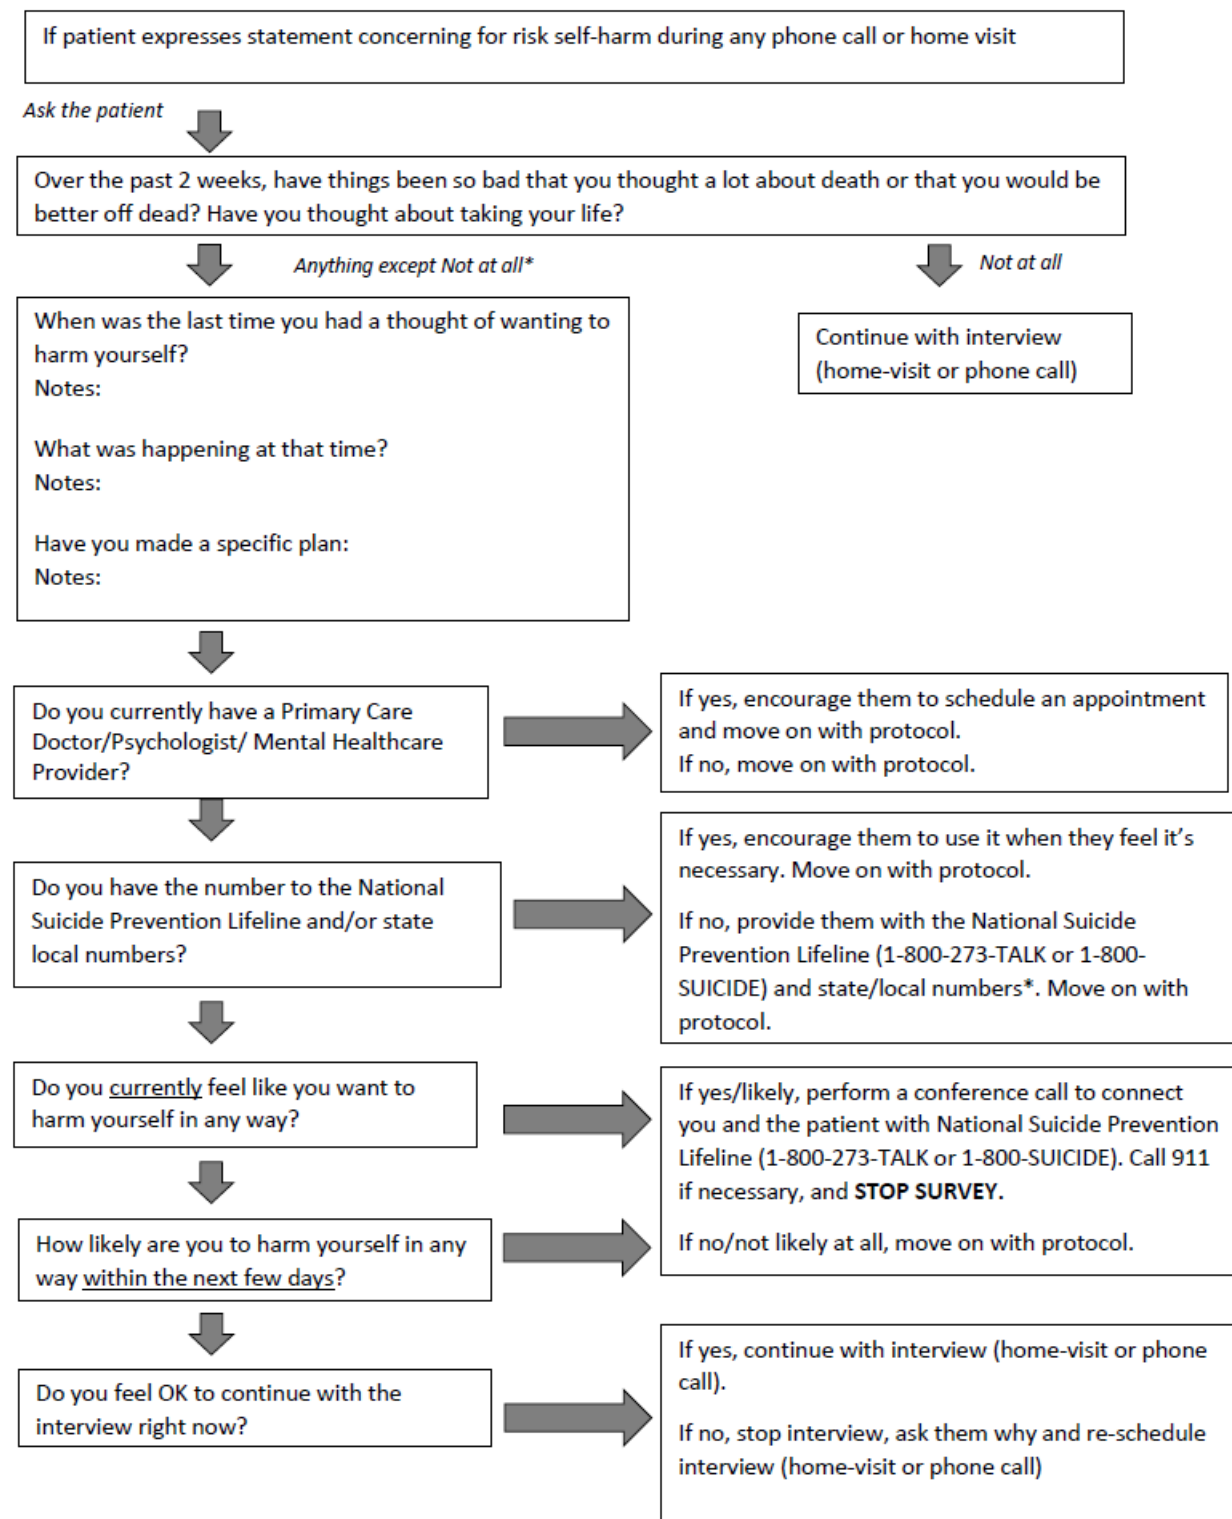 If patient expresses statement concerning for risk self-harm during any phone call or home visit
Ask the patient
Over the past 2 weeks, have things been so bad that you thought a lot about death or that you would be
better off dead? Have you thought about taking your life?
Anything except Not at all*
Not at all
When was the last time you had a thought of wanting to
harm yourself?
Notes:
What was happening at that time?
Notes:
Have you made a specific plan:
Notes:
Continue with interview
(home-visit or phone call)
Do you currently have a Primary Care
Doctor/Psychologist/ Mental Healthcare
Provider?
If yes, encourage them to schedule an appointment
and move on with protocol.
If no, move on with protocol.
Do you have the number to the National
Suicide Prevention Lifeline and/or state
local numbers?
If yes, encourage them to use it when they feel it’s
necessary. Move on with protocol.
If no, provide them with the National Suicide
Prevention Lifeline (1-800-273-TALK or 1-800-
SUICIDE) and state/local numbers*. Move on with
protocol.
Do you currently feel like you want to
harm yourself in any way?
How likely are you to harm yourself in any
way within the next few days?
If yes/likely, perform a conference call to connect
you and the patient with National Suicide Prevention
Lifeline (1-800-273-TALK or 1-800-SUICIDE). Call 911
if necessary, and STOP SURVEY.
If no/not likely at all, move on with protocol.
Do you feel OK to continue with the
interview right now?
If yes, continue with interview (home-visit or phone
call).
If no, stop interview, ask them why and re-schedule
interview (home-visit or phone call)